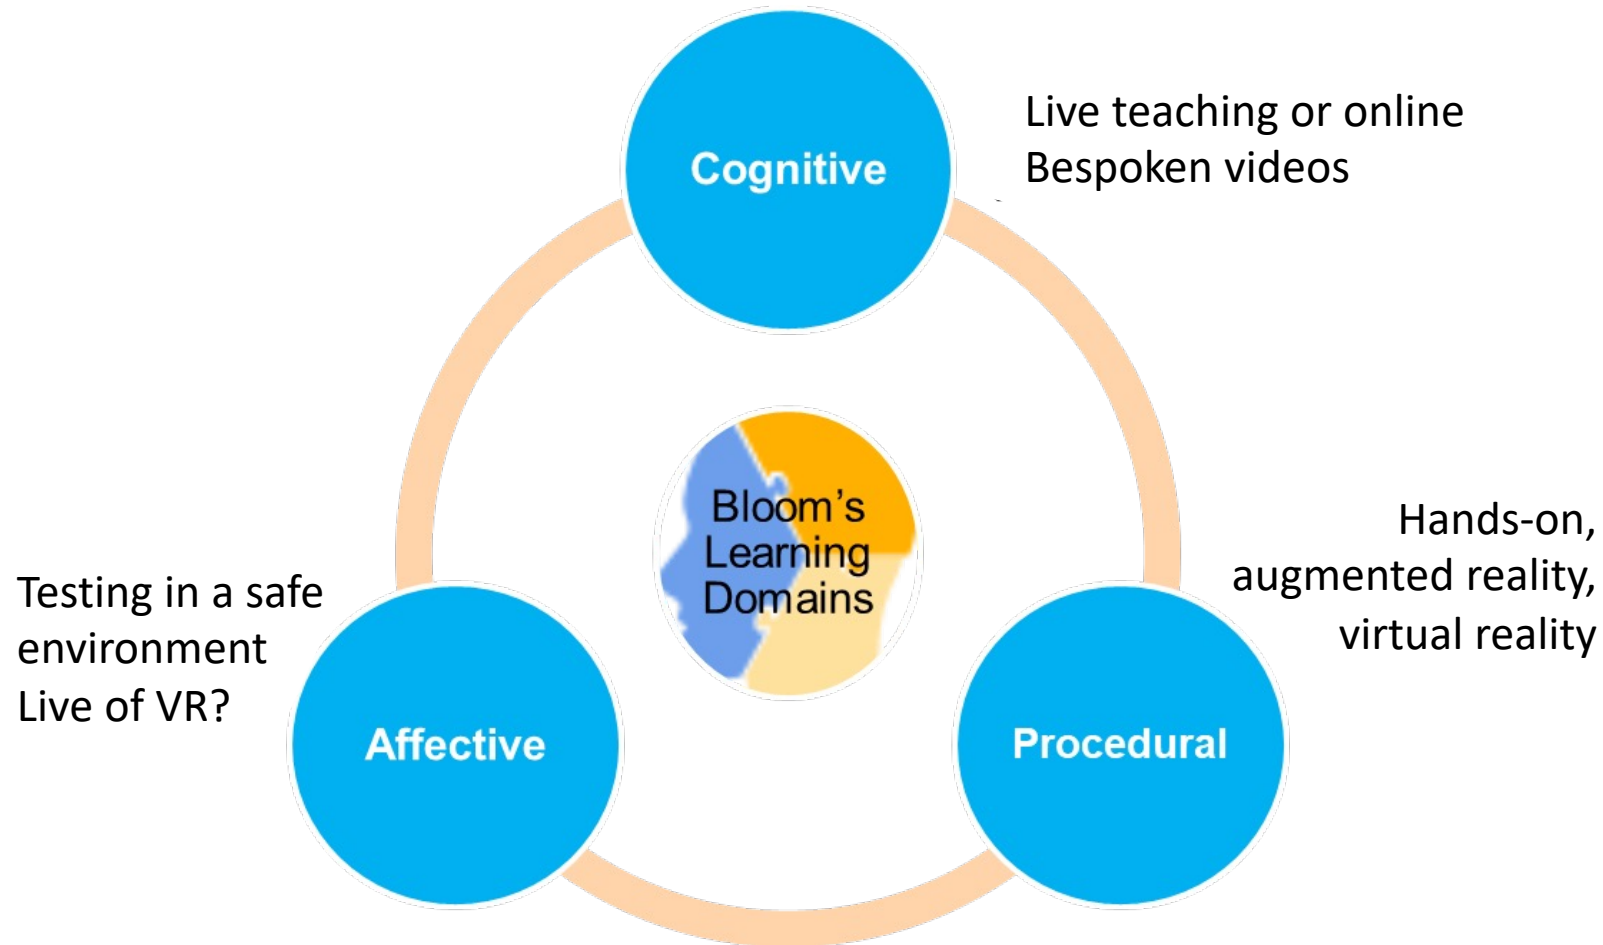 Cognitive
Live teaching or online
Bespoken videos
Bloom's
Learning
Domains
Hands-on,
augmented reality,
virtual reality
Testing in a safe
environment
Live of VR?
Affective
Procedural